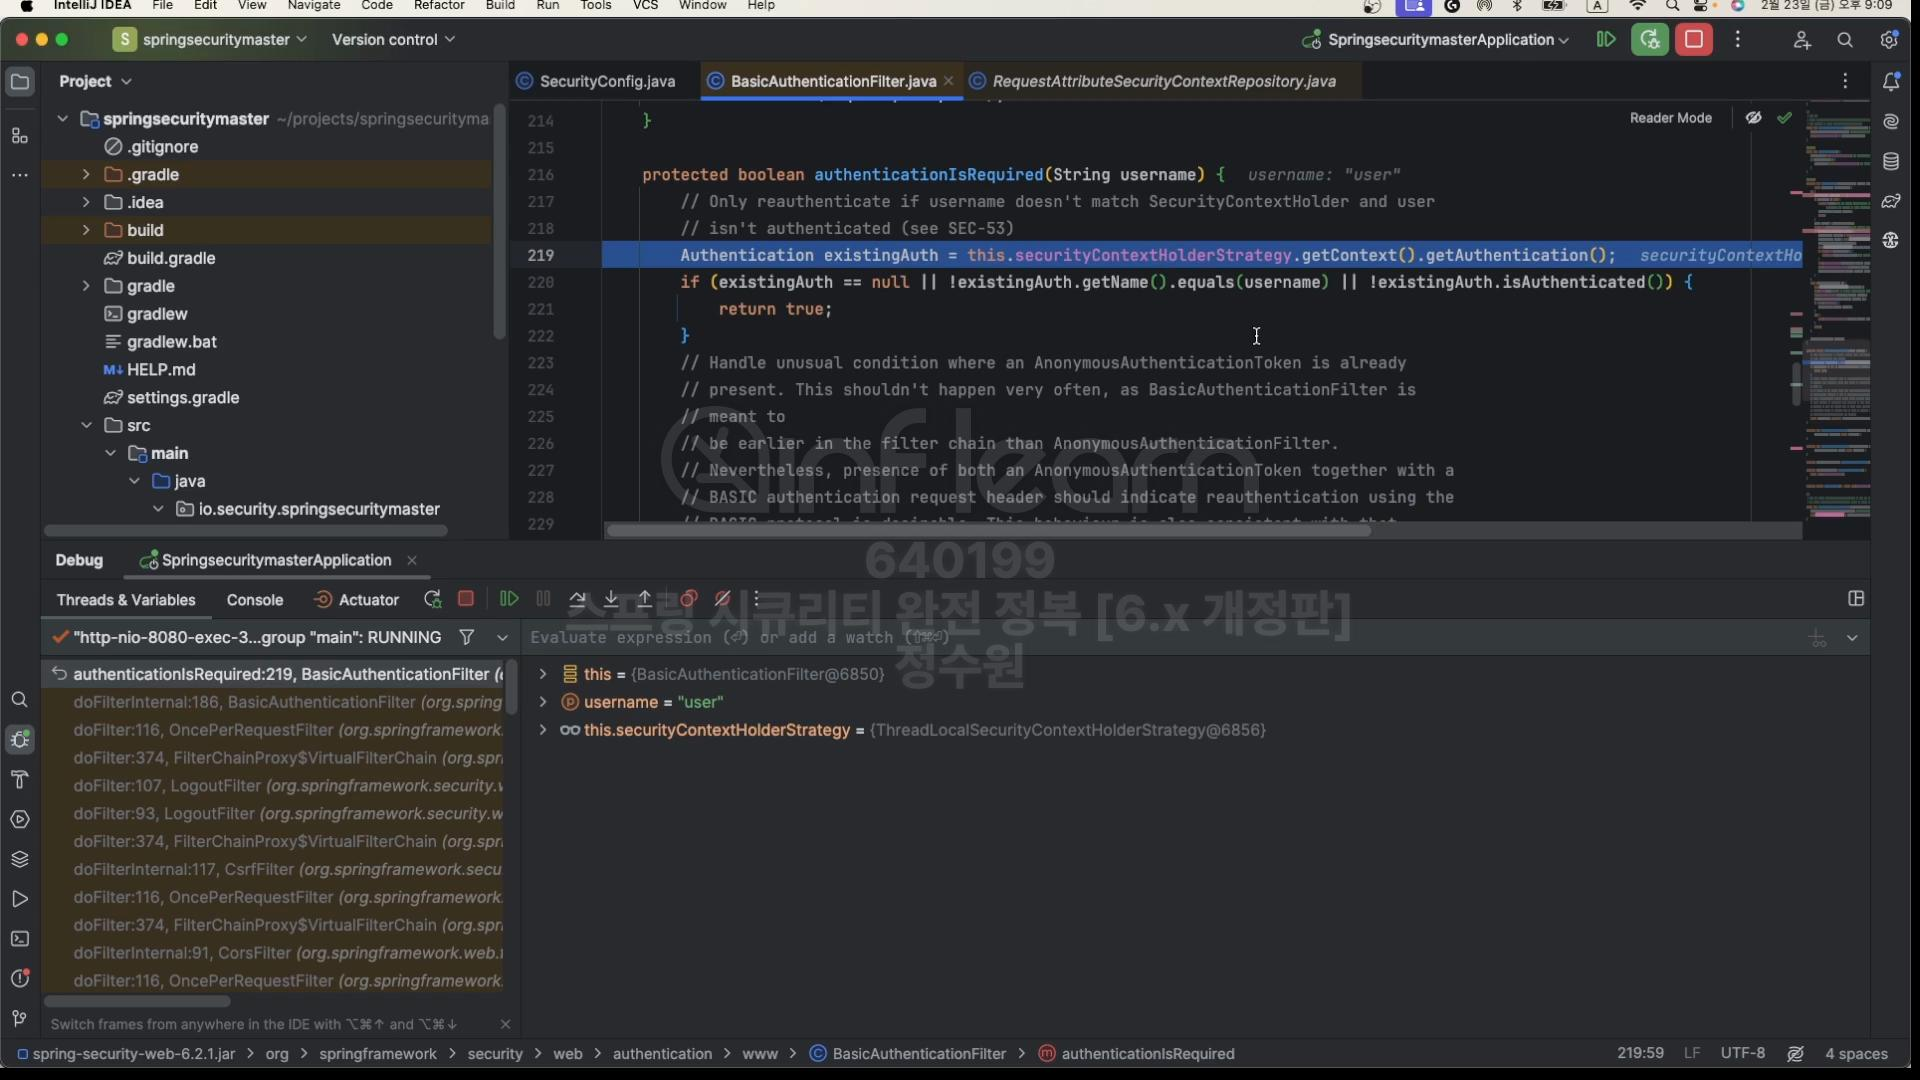 IntelliJ IDEA File Edit View Navigate Code Refactor Build Run Tools VCS Window Help A 2월 23일 (금) 오후 9:09
S springsecuritymaster Version control SpringsecuritymasterApplication
Project
SecurityConfig.java BasicAuthenticationFilter.java RequestAttributeSecurityContextRepository.java
Reader Mode
springsecuritymaster ~/projects/springsecurityma
.gitignore
.gradle
.idea
build
build.gradle
gradle
gradlew
gradlew.bat
M↓ HELP.md
settings.gradle
src
main
java
io.security.springsecuritymaster
214 }
215
216 protected boolean authenticationIsRequired(String username) { username: "user"
217 // Only reauthenticate if username doesn't match SecurityContextHolder and user
218 // isn't authenticated (see SEC-53)
219 Authentication existingAuth = this.securityContextHolderStrategy.getContext().getAuthentication(); securityContextHo
220 if (existingAuth == null || !existingAuth.getName().equals(username) || !existingAuth.isAuthenticated()) {
221 return true;
222 }
223 // Handle unusual condition where an AnonymousAuthenticationToken is already
224 // present. This shouldn't happen very often, as BasicAuthenticationFilter is
225 // meant to
226 // be earlier in the filter chain than AnonymousAuthenticationFilter.
227 // Nevertheless, presence of both an AnonymousAuthenticationToken together with a
228 // BASIC authentication request header should indicate reauthentication using the
229
inflearn
640199
스프링 시큐리티 완전 정복 [6.x 개정판]
정수원
Debug SpringsecuritymasterApplication
Threads & Variables Console Actuator
"http-nio-8080-exec-3...group "main": RUNNING
Evaluate expression (⏎) or add a watch (⇧⌘⏎)
authenticationIsRequired:219, BasicAuthenticationFilter (
doFilterInternal:186, BasicAuthenticationFilter (org.spring
doFilter:116, OncePerRequestFilter (org.springframework.
doFilter:374, FilterChainProxy$VirtualFilterChain (org.spr
doFilter:107, LogoutFilter (org.springframework.security.w
doFilter:93, LogoutFilter (org.springframework.security.w
doFilter:374, FilterChainProxy$VirtualFilterChain (org.spr
doFilterInternal:117, CsrfFilter (org.springframework.secu
doFilter:116, OncePerRequestFilter (org.springframework.
doFilter:374, FilterChainProxy$VirtualFilterChain (org.spr
doFilterInternal:91, CorsFilter (org.springframework.web.
doFilter:116, OncePerRequestFilter (org.springframework.
this = {BasicAuthenticationFilter@6850}
username = "user"
this.securityContextHolderStrategy = {ThreadLocalSecurityContextHolderStrategy@6856}
Switch frames from anywhere in the IDE with ⌥⌘↑ and ⌥⌘↓
spring-security-web-6.2.1.jar > org > springframework > security > web > authentication > www > BasicAuthenticationFilter > authenticationIsRequired 219:59 LF UTF-8 4 spaces